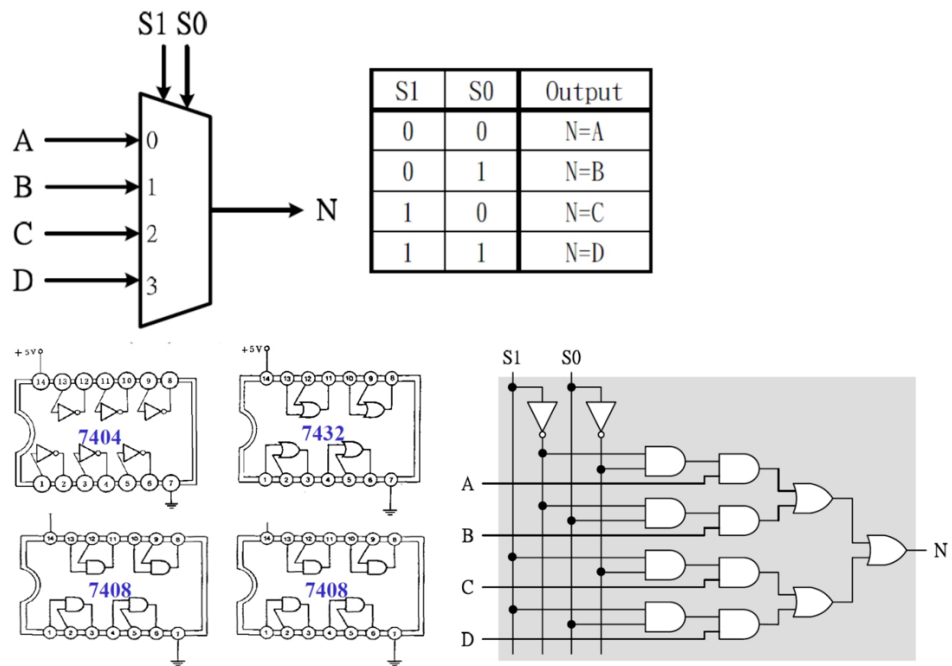 S1 S0
A 0
B 1
C 2
D 3
N
S1 S0 Output
0 0 N=A
0 1 N=B
1 0 N=C
1 1 N=D
+5V
14 13 12 11 10 9 8
7404
1 2 3 4 5 6 7
+5V
14 13 12 11 10 9 8
7432
1 2 3 4 5 6 7
14 13 12 11 10 9 8
7408
1 2 3 4 5 6 7
14 13 12 11 10 9 8
7408
1 2 3 4 5 6 7
S1 S0
A
B
C
D
N